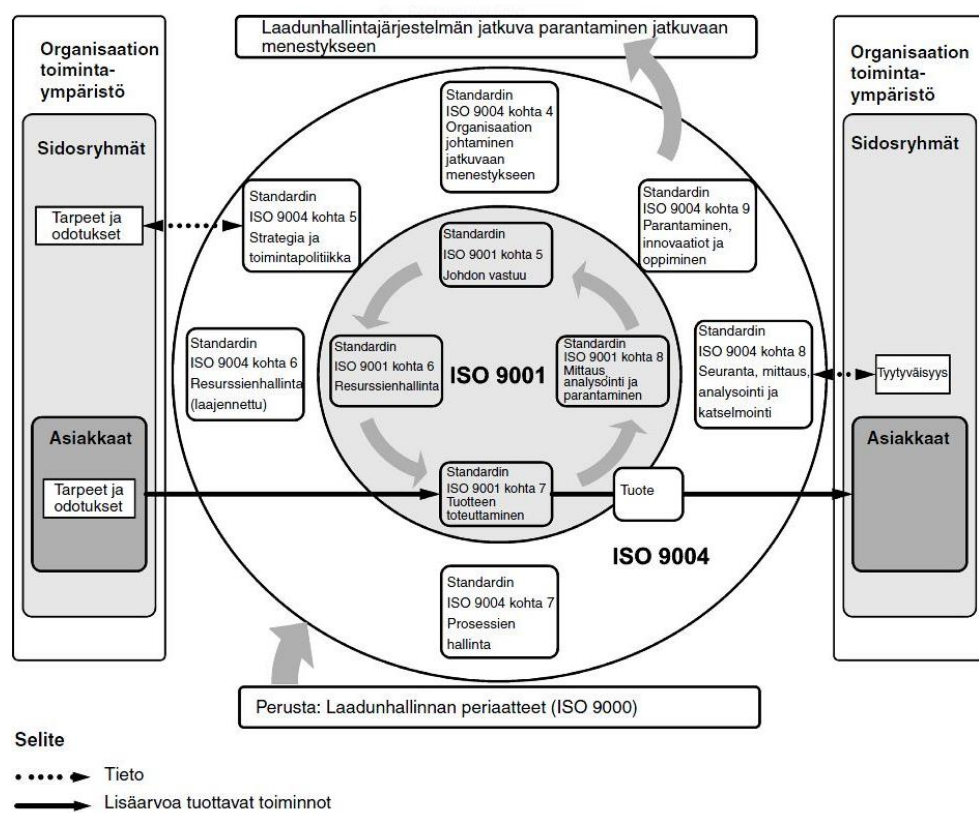 Laadunhallintajärjestelmän jatkuva parantaminen jatkuvaan
menestykseen
Organisaation
toiminta-
ympäristö
Sidosryhmät
Tarpeet ja
odotukset
Asiakkaat
Tarpeet ja
odotukset
Standardin
ISO 9004 kohta 4
Organisaation
johtaminen
jatkuvaan
menestykseen
Standardin
ISO 9004 kohta 5
Strategia ja
toimintapolitiikka
Standardin
ISO 9004 kohta 9
Parantaminen,
innovaatiot ja
oppiminen
Standardin
ISO 9001 kohta 5
Johdon vastuu
Standardin
ISO 9004 kohta 6
Resurssienhallinta
(laajennettu)
Standardin
ISO 9001 kohta 6
Resurssienhallinta
ISO 9001
Standardin
ISO 9001 kohta 8
Mittaus,
analysointi ja
parantaminen
Standardin
ISO 9004 kohta 8
Seuranta, mittaus,
analysointi ja
katselmointi
Standardin
ISO 9001 kohta 7
Tuotteen
toteuttaminen
Tuote
ISO 9004
Standardin
ISO 9004 kohta 7
Prosessien
hallinta
Organisaation
toiminta-
ympäristö
Sidosryhmät
Tyytyväisyys
Asiakkaat
Perusta: Laadunhallinnan periaatteet (ISO 9000)
Selite
Tieto
Lisäarvoa tuottavat toiminnot